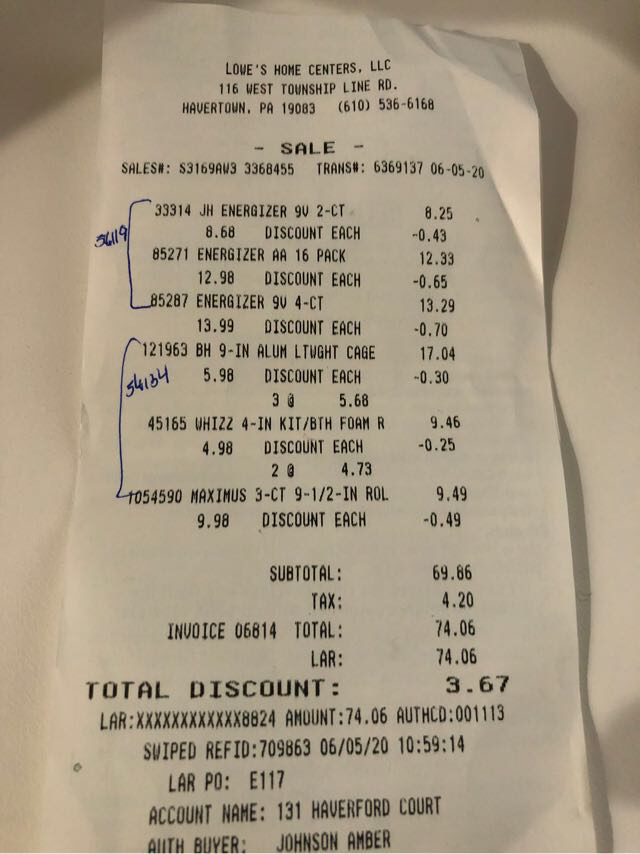 LOWE'S HOME CENTERS, LLC
116 WEST TOWNSHIP LINE RD.
HAVERTOWN, PA 19083 (610) 536-6168
- SALE -
SALES#: S3169AW3 3368455 TRANS#: 6369137 06-05-20
33314 JH ENERGIZER 9V 2-CT 8.25
8.68 DISCOUNT EACH -0.43
56119
85271 ENERGIZER AA 16 PACK 12.33
12.98 DISCOUNT EACH -0.65
85287 ENERGIZER 9V 4-CT 13.29
13.99 DISCOUNT EACH -0.70
121963 BH 9-IN ALUM LTWGHT CAGE 17.04
5.98 DISCOUNT EACH -0.30
56134
3 @ 5.68
45165 WHIZZ 4-IN KIT/BTH FOAM R 9.46
4.98 DISCOUNT EACH -0.25
2 @ 4.73
1054590 MAXIMUS 3-CT 9-1/2-IN ROL 9.49
9.98 DISCOUNT EACH -0.49
SUBTOTAL: 69.86
TAX: 4.20
INVOICE 06814 TOTAL: 74.06
LAR: 74.06
TOTAL DISCOUNT: 3.67
LAR:XXXXXXXXXXXX8824 AMOUNT:74.06 AUTHCD:001113
SWIPED REFID:709863 06/05/20 10:59:14
LAR PO: E117
ACCOUNT NAME: 131 HAVERFORD COURT
AUTH BUYER: JOHNSON AMBER